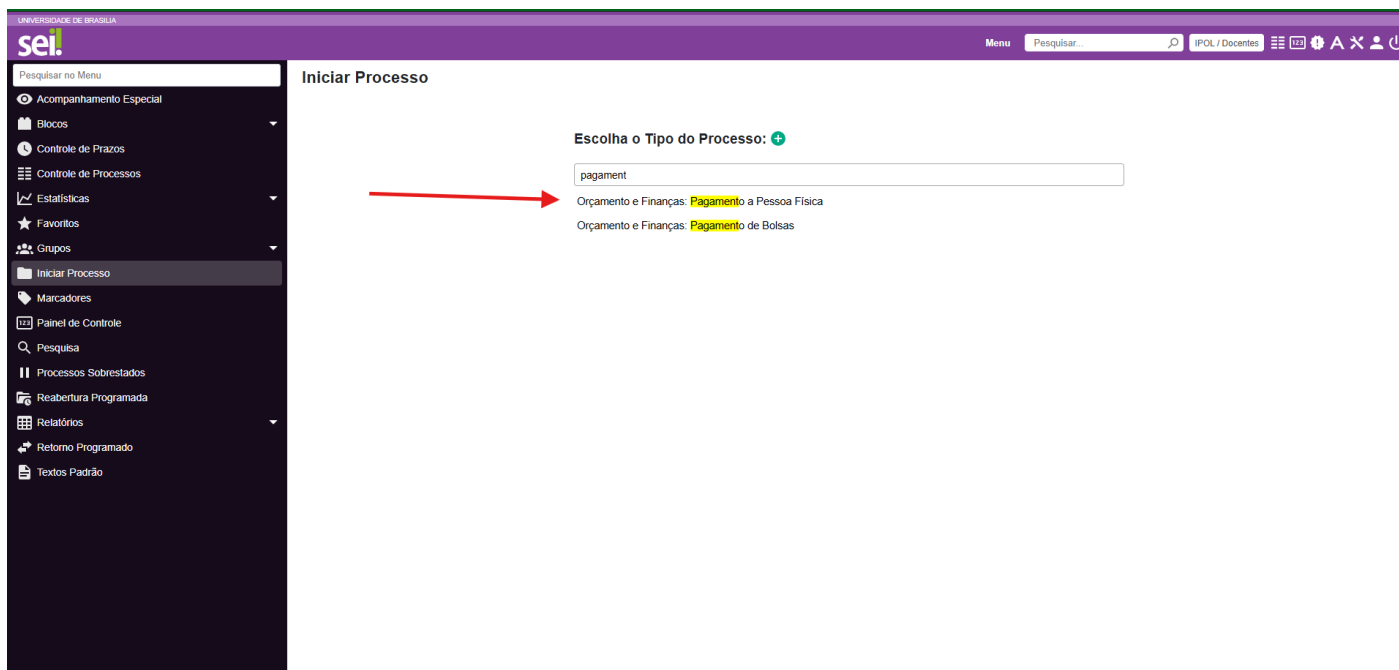 UNIVERSIDADE DE BRASILIA
sei!
Menu
Pesquisar...
IPOL / Docentes
123
A
Pesquisar no Menu
Acompanhamento Especial
Blocos
Controle de Prazos
Controle de Processos
Estatísticas
Favoritos
Grupos
Iniciar Processo
Marcadores
123
Painel de Controle
Pesquisa
Processos Sobrestados
Reabertura Programada
Relatórios
Retorno Programado
Textos Padrão
Iniciar Processo
Escolha o Tipo do Processo:
pagament
Orçamento e Finanças: Pagamento a Pessoa Física
Orçamento e Finanças: Pagamento de Bolsas